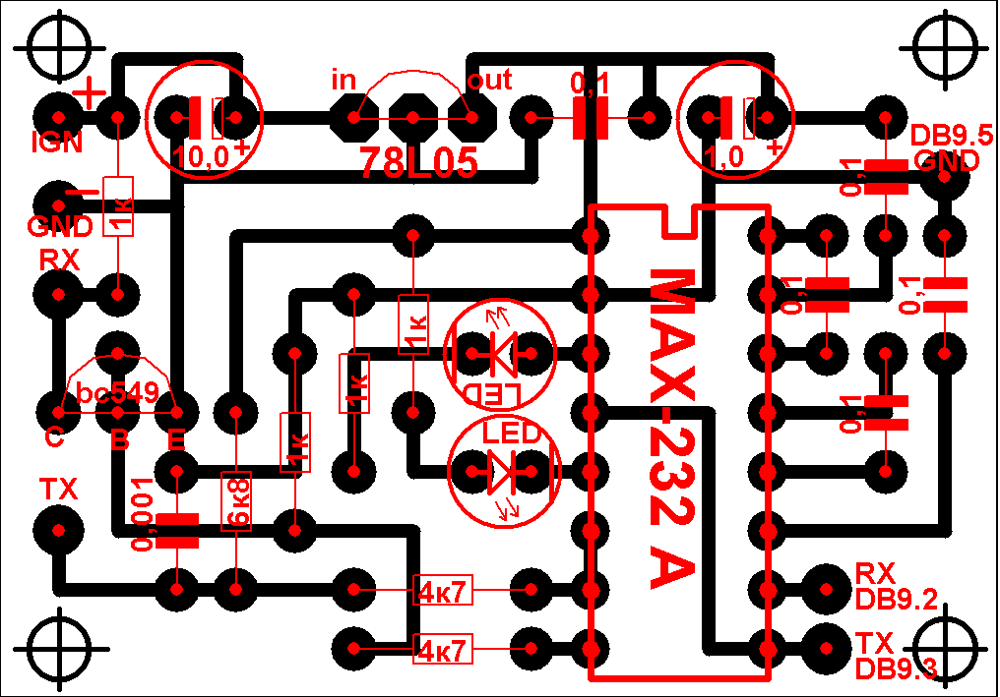 in
out
0,1
+
IGN
10,0 +
78L05
1,0 +
DB9.5
GND
0,1
–
GND
1к
RX
0,1
0,1
1к
MAX-232 A
LED
bc549
1к
C
B
E
1к
0,1
LED
TX
0,001
6к8
4к7
RX
DB9.2
4к7
TX
DB9.3